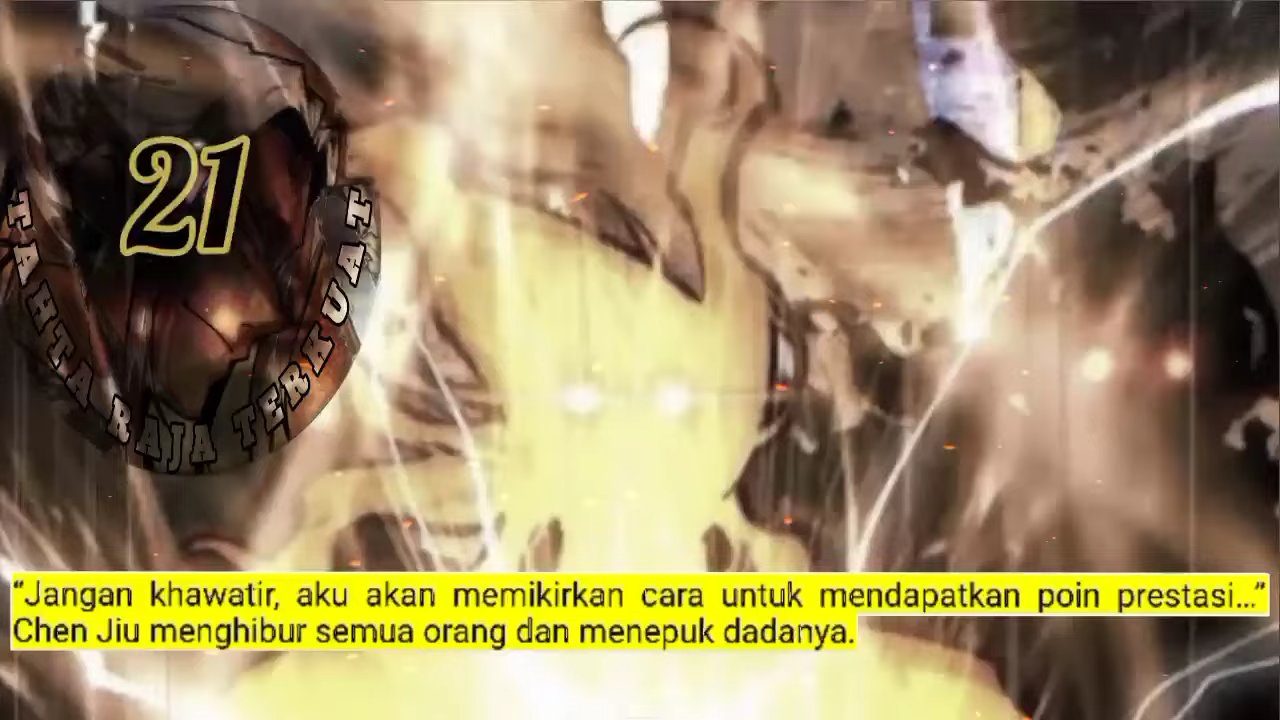 21
TAHTA RAJA TERKUAT
“Jangan khawatir, aku akan memikirkan cara untuk mendapatkan poin prestasi...”
Chen Jiu menghibur semua orang dan menepuk dadanya.